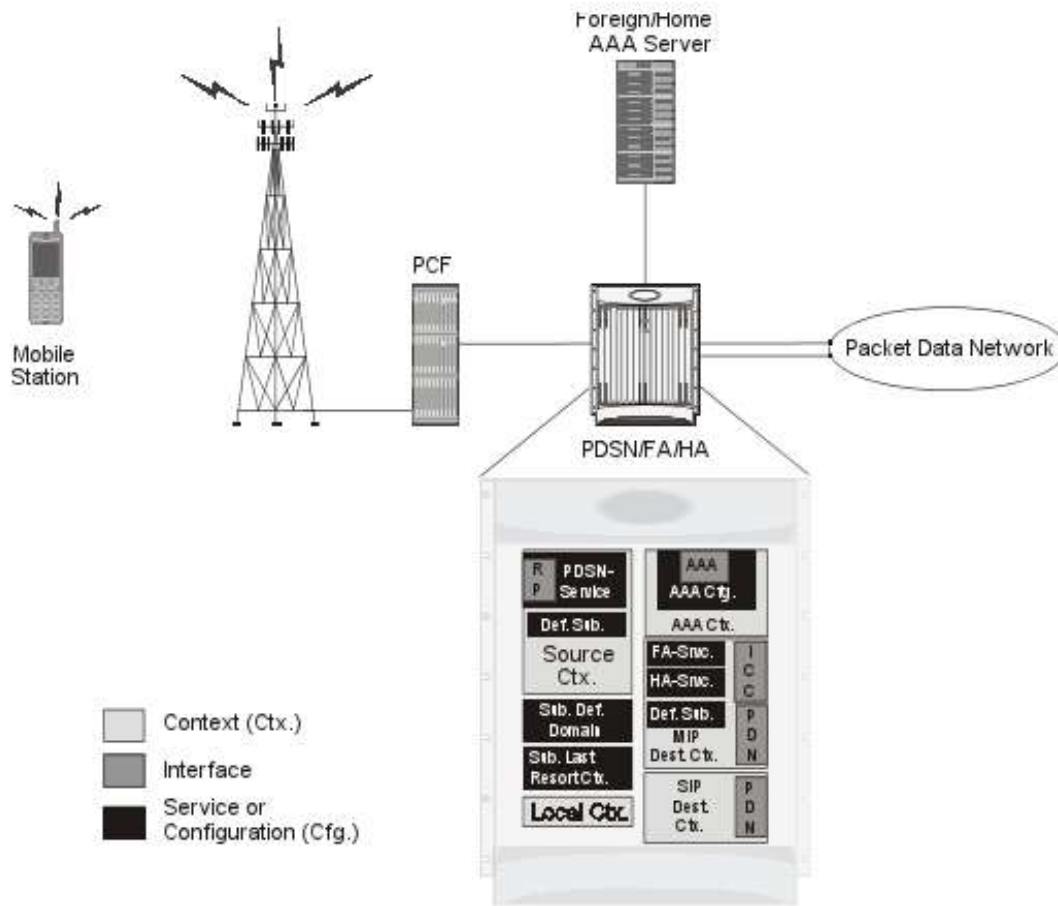 Foreign/Home
AAA Server
PCF
Mobile
Station
Packet Data Network
PDSN/FA/HA
R
P
PDSN-
Service
Def. Sub.
Source
Ctx.
Sub. Def.
Domain
Sub. Last
Resort Ctx.
Local Ctx.
AAA
AAA Cfg.
AAA Ctx.
FA-Srvc.
HA-Srvc.
I
C
C
Def. Sub.
MIP
Dest. Ctx.
P
D
N
SIP
Dest.
Ctx.
P
D
N
Context (Ctx.)
Interface
Service or
Configuration (Cfg.)